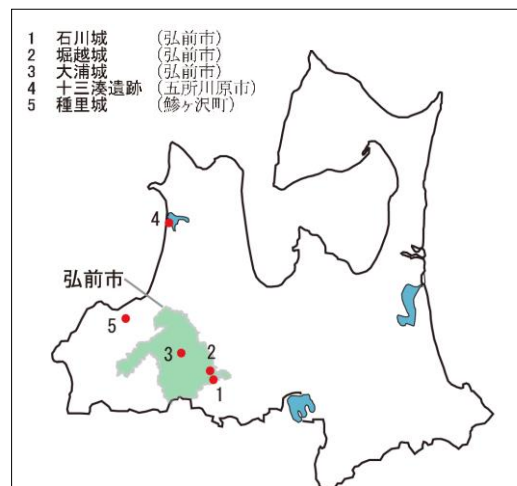 1 石川城 (弘前市)
2 堀越城 (弘前市)
3 大浦城 (弘前市)
4 十三湊遺跡 (五所川原市)
5 種里城 (鰺ヶ沢町)
4
弘前市
5
3
2
1